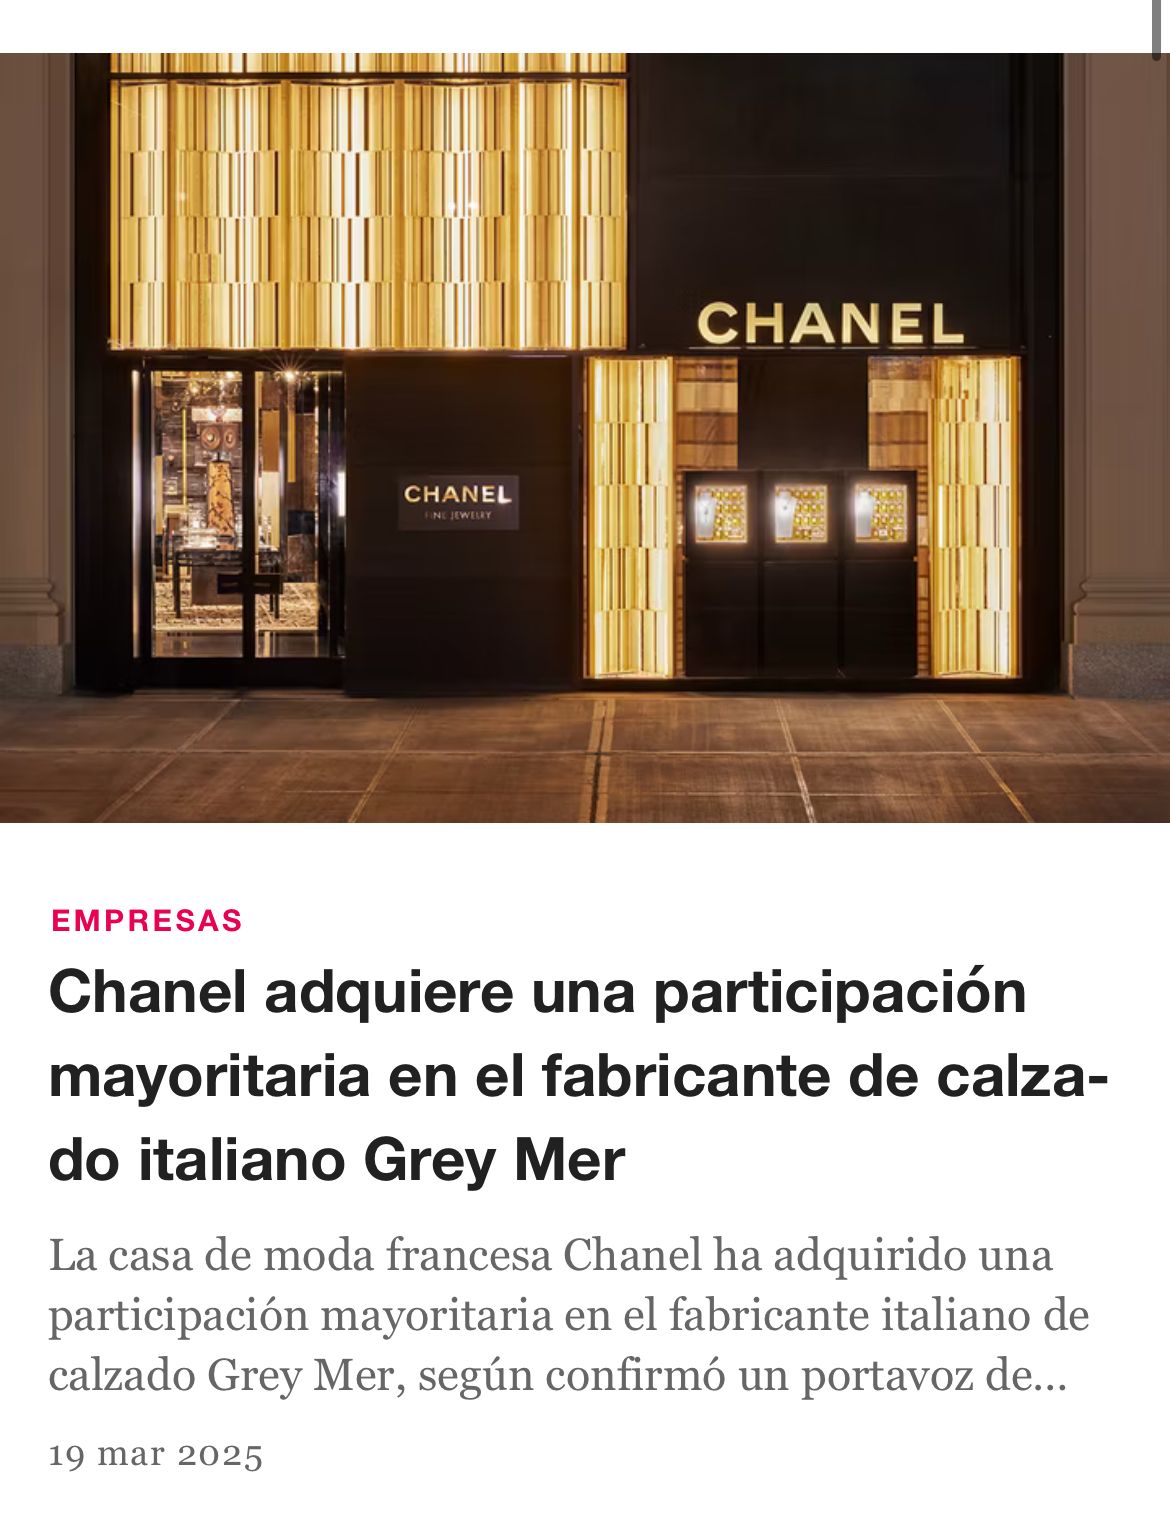 CHANEL
CHANEL
FINE JEWELRY
EMPRESAS
Chanel adquiere una participación
mayoritaria en el fabricante de calza-
do italiano Grey Mer
La casa de moda francesa Chanel ha adquirido una
participación mayoritaria en el fabricante italiano de
calzado Grey Mer, según confirmó un portavoz de...
19 mar 2025